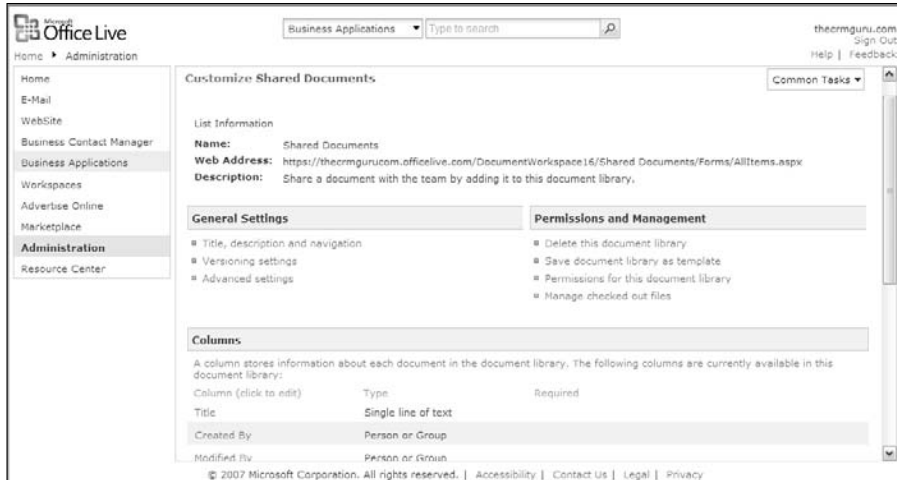 Microsoft
Office Live
Business Applications
Type to search
thecrmguru.com
Sign Out
Home Administration
Help | Feedback
Home
E-Mail
WebSite
Business Contact Manager
Business Applications
Workspaces
Advertise Online
Marketplace
Administration
Resource Center
Customize Shared Documents
Common Tasks
List Information
Name: Shared Documents
Web Address: https://thecrmgurucom.officelive.com/DocumentWorkspace16/Shared Documents/Forms/AllItems.aspx
Description: Share a document with the team by adding it to this document library.
General Settings
Title, description and navigation
Versioning settings
Advanced settings
Permissions and Management
Delete this document library
Save document library as template
Permissions for this document library
Manage checked out files
Columns
A column stores information about each document in the document library. The following columns are currently available in this
document library:
Column (click to edit) Type Required
Title Single line of text
Created By Person or Group
Modified By Person or Group
© 2007 Microsoft Corporation. All rights reserved. | Accessibility | Contact Us | Legal | Privacy